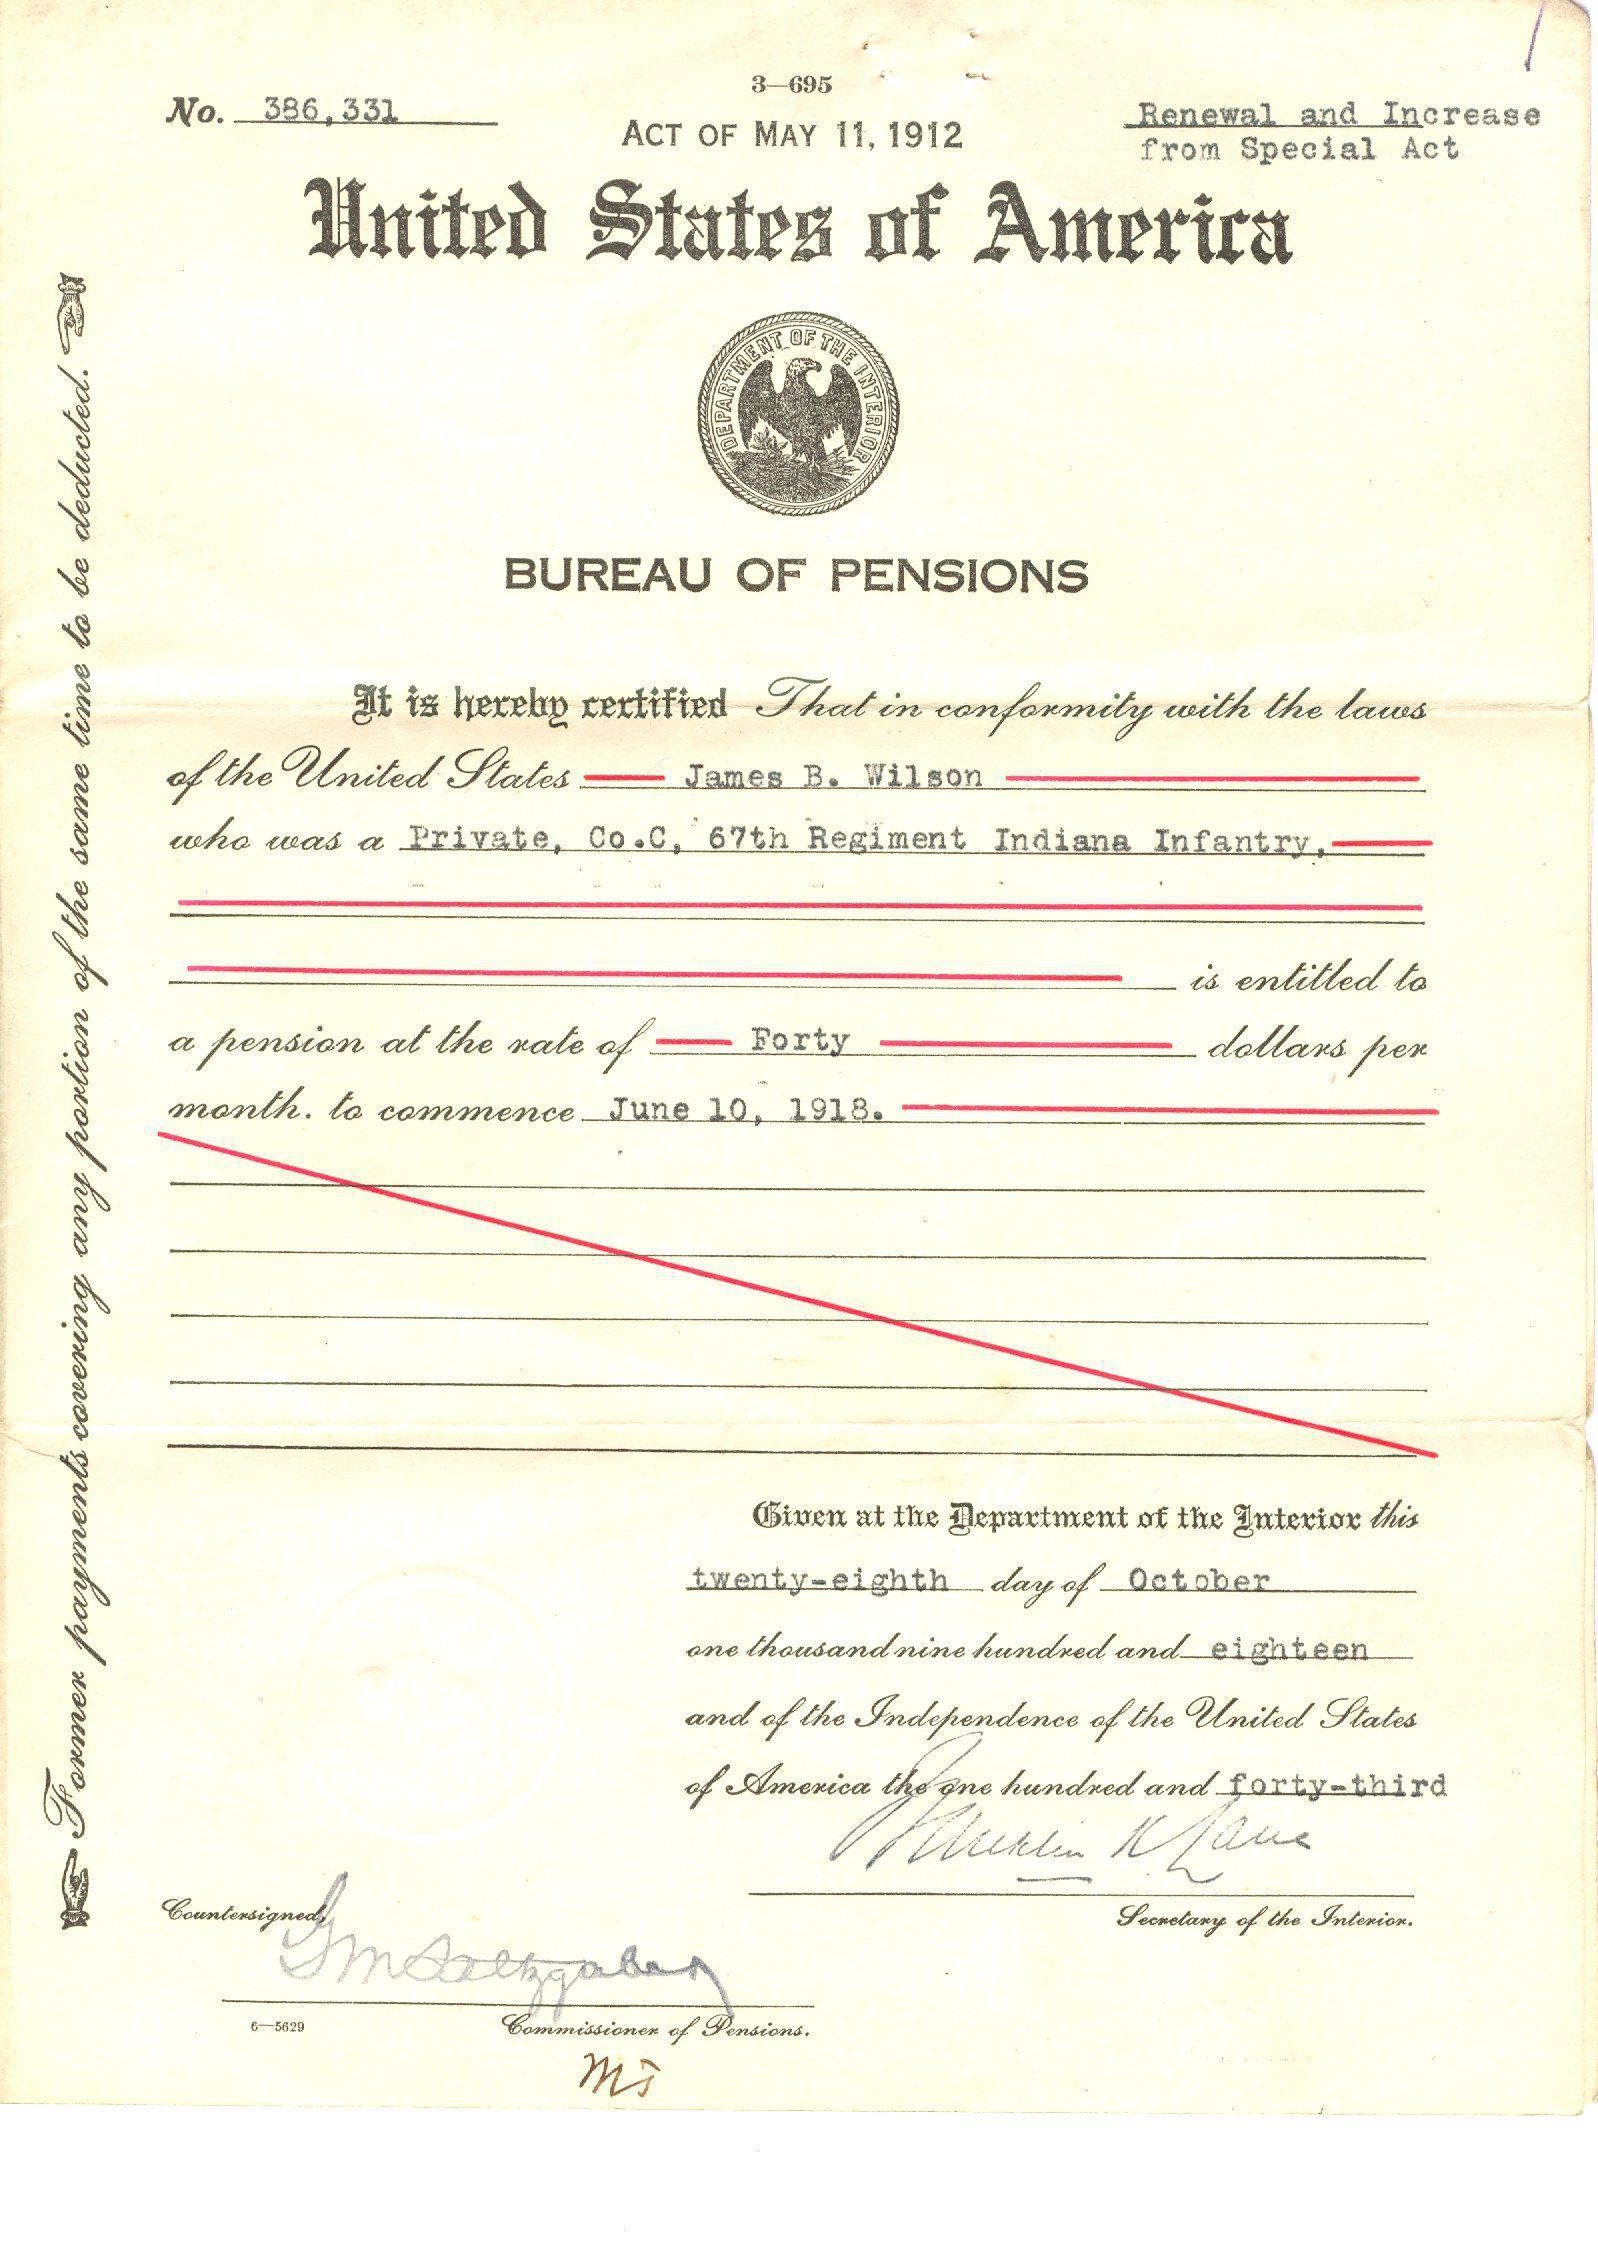 3—695
No. 386,331
ACT OF MAY 11, 1912
Renewal and Increase
from Special Act
United States of America
DEPARTMENT OF THE INTERIOR
BUREAU OF PENSIONS
It is hereby certified That in conformity with the laws
of the United States James B. Wilson
who was a Private, Co.C, 67th Regiment Indiana Infantry,
is entitled to
a pension at the rate of Forty dollars per
month. to commence June 10, 1918.
Given at the Department of the Interior this
twenty-eighth day of October
one thousand nine hundred and eighteen
and of the Independence of the United States
of America the one hundred and forty-third
Franklin K Lane
Secretary of the Interior.
Countersigned,
G M Saltzgaber
Commissioner of Pensions.
6—5629
Former payments covering any portion of the same time to be deducted.